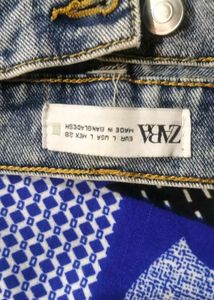 ZARA
EUR L USA L MEX 28
MADE IN BANGLADESH